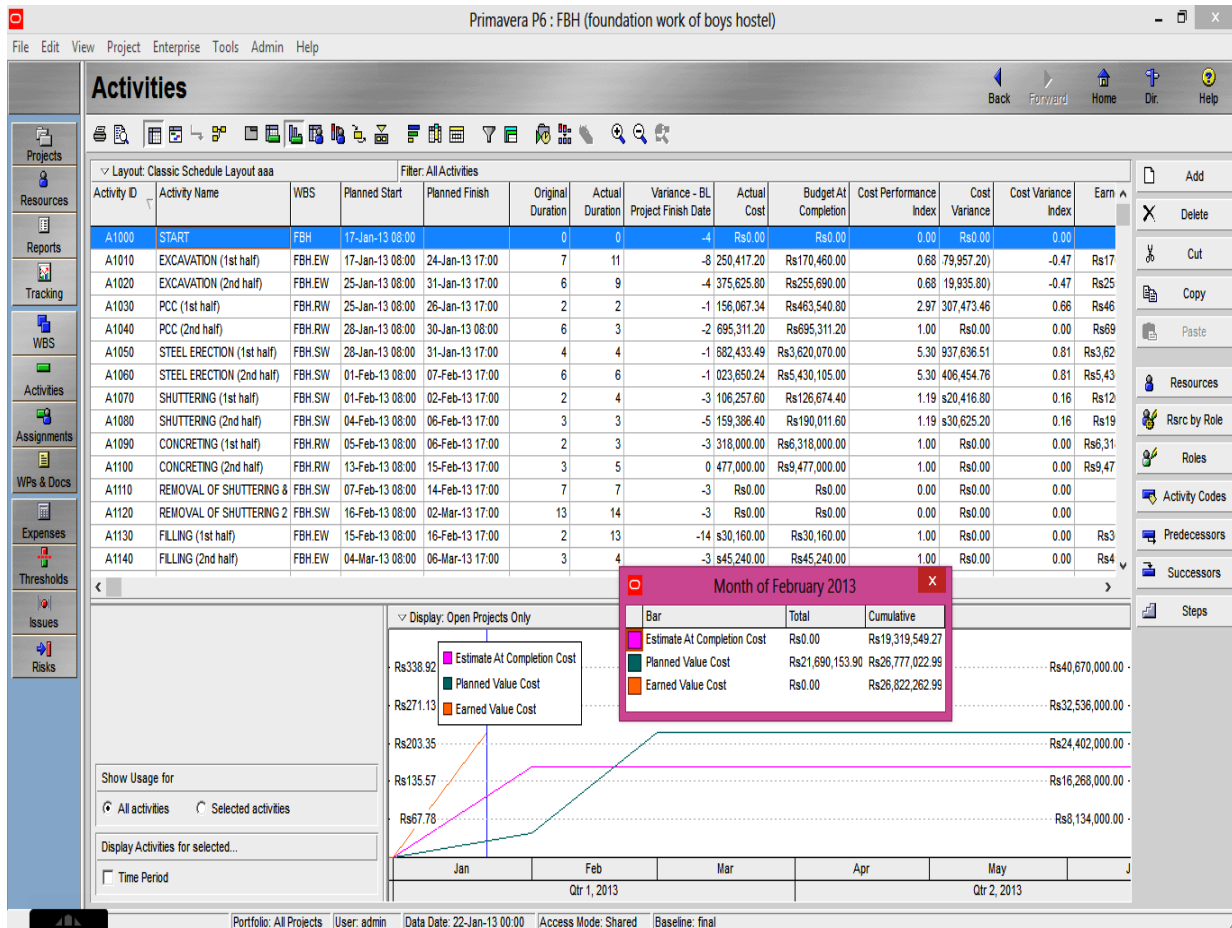 Primavera P6 : FBH (foundation work of boys hostel)
File Edit View Project Enterprise Tools Admin Help
Activities
Back Forward Home Dir. Help
Projects
Resources
Reports
Tracking
WBS
Activities
Assignments
WPs & Docs
Expenses
Thresholds
Issues
Risks
Layout: Classic Schedule Layout aaa Filter: All Activities
Activity ID Activity Name WBS Planned Start Planned Finish Original Duration Actual Duration Variance - BL Project Finish Date Actual Cost Budget At Completion Cost Performance Index Cost Variance Cost Variance Index Earn
A1000 START FBH 17-Jan-13 08:00 0 0 -4 Rs0.00 Rs0.00 0.00 Rs0.00 0.00
A1010 EXCAVATION (1st half) FBH.EW 17-Jan-13 08:00 24-Jan-13 17:00 7 11 -8 250,417.20 Rs170,460.00 0.68 79,957.20) -0.47 Rs17
A1020 EXCAVATION (2nd half) FBH.EW 25-Jan-13 08:00 31-Jan-13 17:00 6 9 -4 375,625.80 Rs255,690.00 0.68 19,935.80) -0.47 Rs25
A1030 PCC (1st half) FBH.RW 25-Jan-13 08:00 26-Jan-13 17:00 2 2 -1 156,067.34 Rs463,540.80 2.97 307,473.46 0.66 Rs46
A1040 PCC (2nd half) FBH.RW 28-Jan-13 08:00 30-Jan-13 08:00 6 3 -2 695,311.20 Rs695,311.20 1.00 Rs0.00 0.00 Rs69
A1050 STEEL ERECTION (1st half) FBH.SW 28-Jan-13 08:00 31-Jan-13 17:00 4 4 -1 682,433.49 Rs3,620,070.00 5.30 937,636.51 0.81 Rs3,62
A1060 STEEL ERECTION (2nd half) FBH.SW 01-Feb-13 08:00 07-Feb-13 17:00 6 6 -1 023,650.24 Rs5,430,105.00 5.30 406,454.76 0.81 Rs5,43
A1070 SHUTTERING (1st half) FBH.SW 01-Feb-13 08:00 02-Feb-13 17:00 2 4 -3 106,257.60 Rs126,674.40 1.19 s20,416.80 0.16 Rs12
A1080 SHUTTERING (2nd half) FBH.SW 04-Feb-13 08:00 06-Feb-13 17:00 3 3 -5 159,386.40 Rs190,011.60 1.19 s30,625.20 0.16 Rs19
A1090 CONCRETING (1st half) FBH.RW 05-Feb-13 08:00 06-Feb-13 17:00 2 3 -3 318,000.00 Rs6,318,000.00 1.00 Rs0.00 0.00 Rs6,31
A1100 CONCRETING (2nd half) FBH.RW 13-Feb-13 08:00 15-Feb-13 17:00 3 5 0 477,000.00 Rs9,477,000.00 1.00 Rs0.00 0.00 Rs9,47
A1110 REMOVAL OF SHUTTERING & FBH.SW 07-Feb-13 08:00 14-Feb-13 17:00 7 7 -3 Rs0.00 Rs0.00 0.00 Rs0.00 0.00
A1120 REMOVAL OF SHUTTERING 2 FBH.SW 16-Feb-13 08:00 02-Mar-13 17:00 13 14 -3 Rs0.00 Rs0.00 0.00 Rs0.00 0.00
A1130 FILLING (1st half) FBH.EW 15-Feb-13 08:00 16-Feb-13 17:00 2 13 -14 s30,160.00 Rs30,160.00 1.00 Rs0.00 0.00 Rs3
A1140 FILLING (2nd half) FBH.EW 04-Mar-13 08:00 06-Mar-13 17:00 3 4 -3 s45,240.00 Rs45,240.00 1.00 Rs0.00 0.00 Rs4
Add
Delete
Cut
Copy
Paste
Resources
Rsrc by Role
Roles
Activity Codes
Predecessors
Successors
Steps
Month of February 2013
Bar Total Cumulative
Estimate At Completion Cost Rs0.00 Rs19,319,549.27
Planned Value Cost Rs21,690,153.90 Rs26,777,022.99
Earned Value Cost Rs0.00 Rs26,822,262.99
Display: Open Projects Only
Estimate At Completion Cost
Planned Value Cost
Earned Value Cost
Rs338.92
Rs271.13
Rs203.35
Rs135.57
Rs67.78
Rs40,670,000.00
Rs32,536,000.00
Rs24,402,000.00
Rs16,268,000.00
Rs8,134,000.00
Show Usage for
All activities Selected activities
Display Activities for selected...
Time Period
Jan Feb Mar Apr May J
Qtr 1, 2013 Qtr 2, 2013
Portfolio: All Projects User: admin Data Date: 22-Jan-13 00:00 Access Mode: Shared Baseline: final